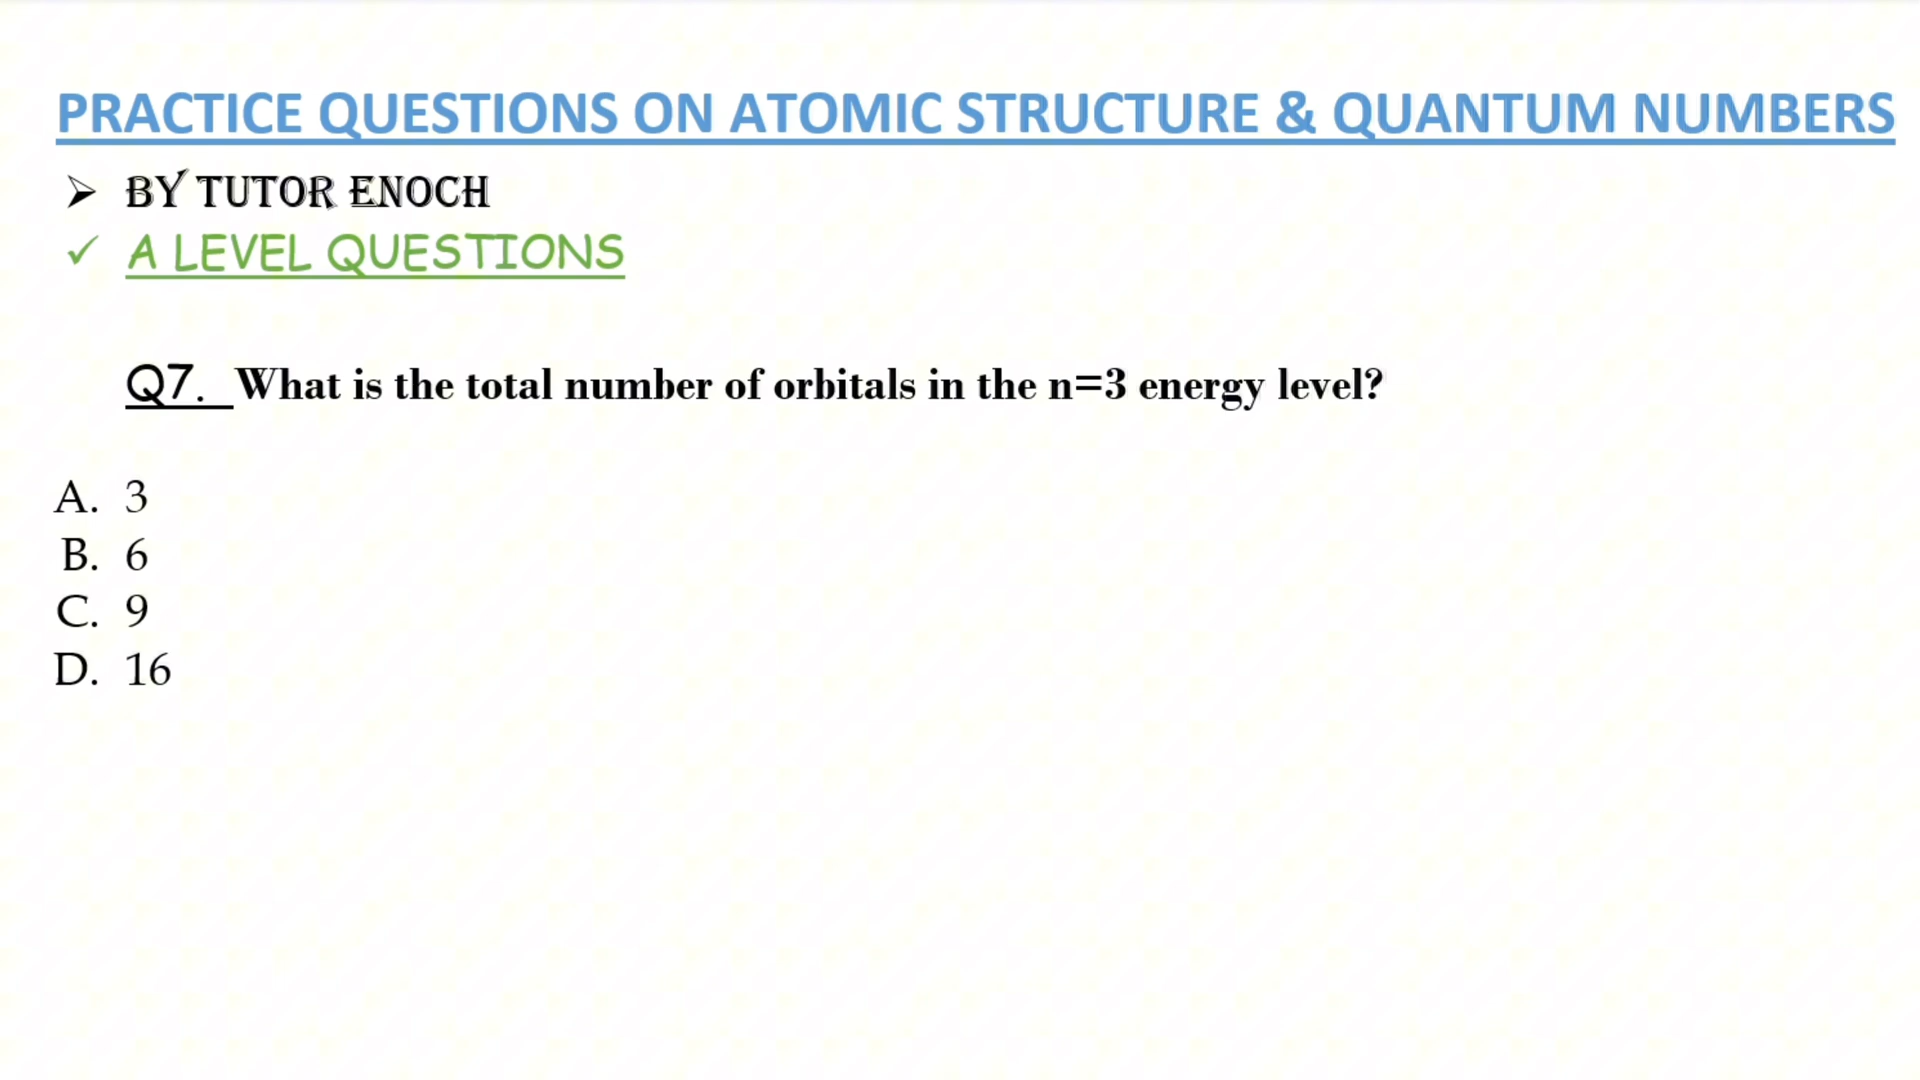 PRACTICE QUESTIONS ON ATOMIC STRUCTURE & QUANTUM NUMBERS
➢ BY TUTOR ENOCH
✓ A LEVEL QUESTIONS
Q7. What is the total number of orbitals in the n=3 energy level?
A. 3
B. 6
C. 9
D. 16